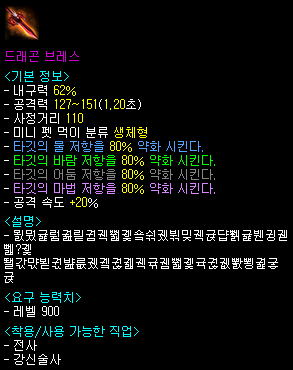 드래곤 브레스
<기본 정보>
- 내구력 62%
- 공격력 127~151(1,20초)
- 사정거리 110
- 미니 펫 먹이 분류 생체형
- 타깃의 물 저항을 80% 약화 시킨다.
- 타깃의 바람 저항을 80% 약화 시킨다.
- 타깃의 어둠 저항을 80% 약화 시킨다.
- 타깃의 마법 저항을 80% 약화 시킨다.
- 공격 속도 +20%
<설명>
<요구 능력치>
- 레벨 900
<착용/사용 가능한 직업>
- 전사
- 강신술사